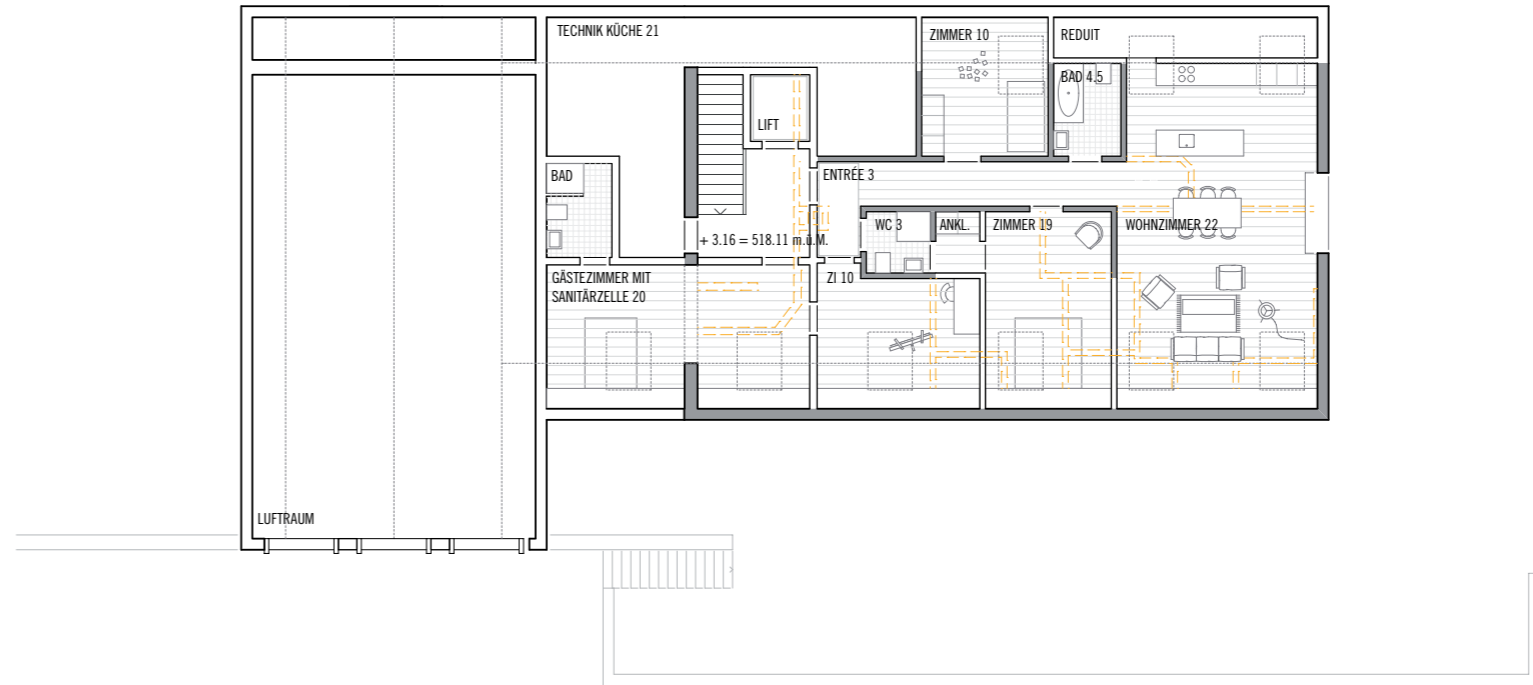 TECHNIK KÜCHE 21
ZIMMER 10
REDUIT
BAD 4.5
LIFT
BAD
ENTRÉE 3
WC 3
ANKL.
ZIMMER 19
WOHNZIMMER 22
+ 3.16 = 518.11 m.ü.M.
GÄSTEZIMMER MIT
SANITÄRZELLE 20
ZI 10
LUFTRAUM